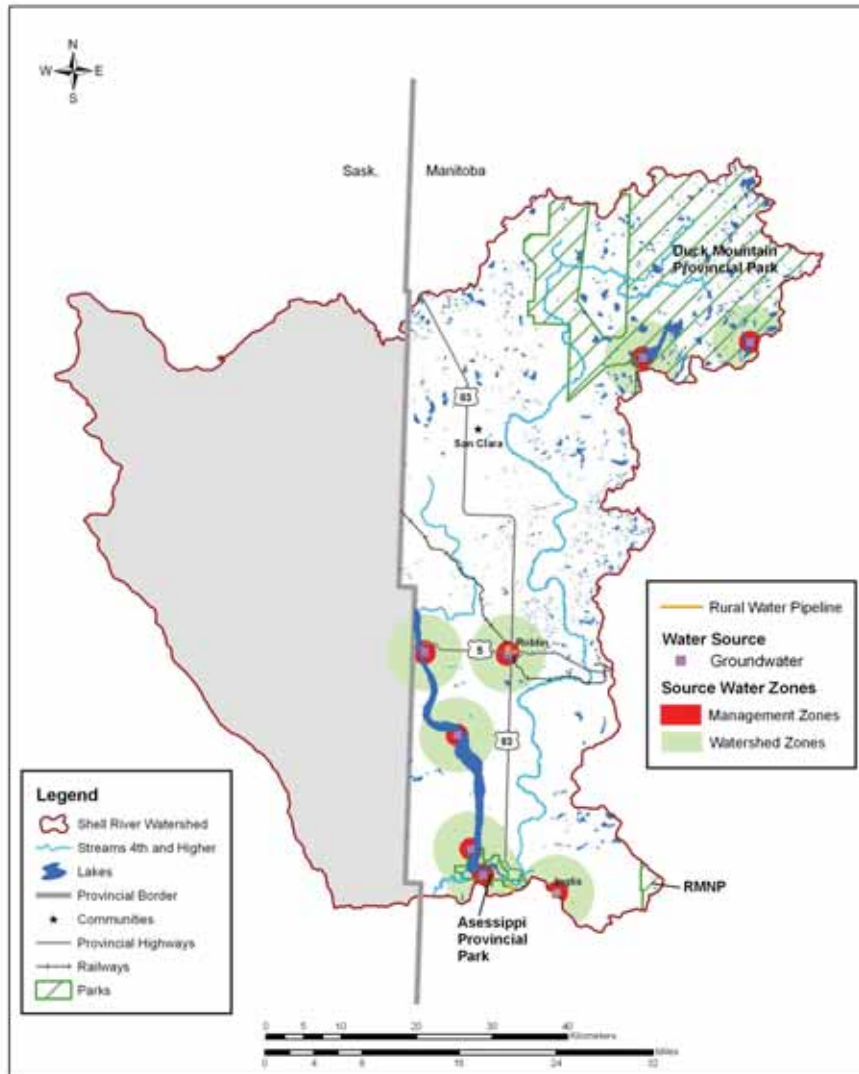 N
W E
S
Sask. Manitoba
Duck Mountain
Provincial Park
83
San Clara
Roblin
5
83
Inglis
RMNP
Asessippi
Provincial
Park
Rural Water Pipeline
Water Source
Groundwater
Source Water Zones
Management Zones
Watershed Zones
Legend
Shell River Watershed
Streams 4th and Higher
Lakes
Provincial Border
Communities
Provincial Highways
Railways
Parks
0 5 10 20 30 40
Kilometers
0 4 8 16 24 32
Miles